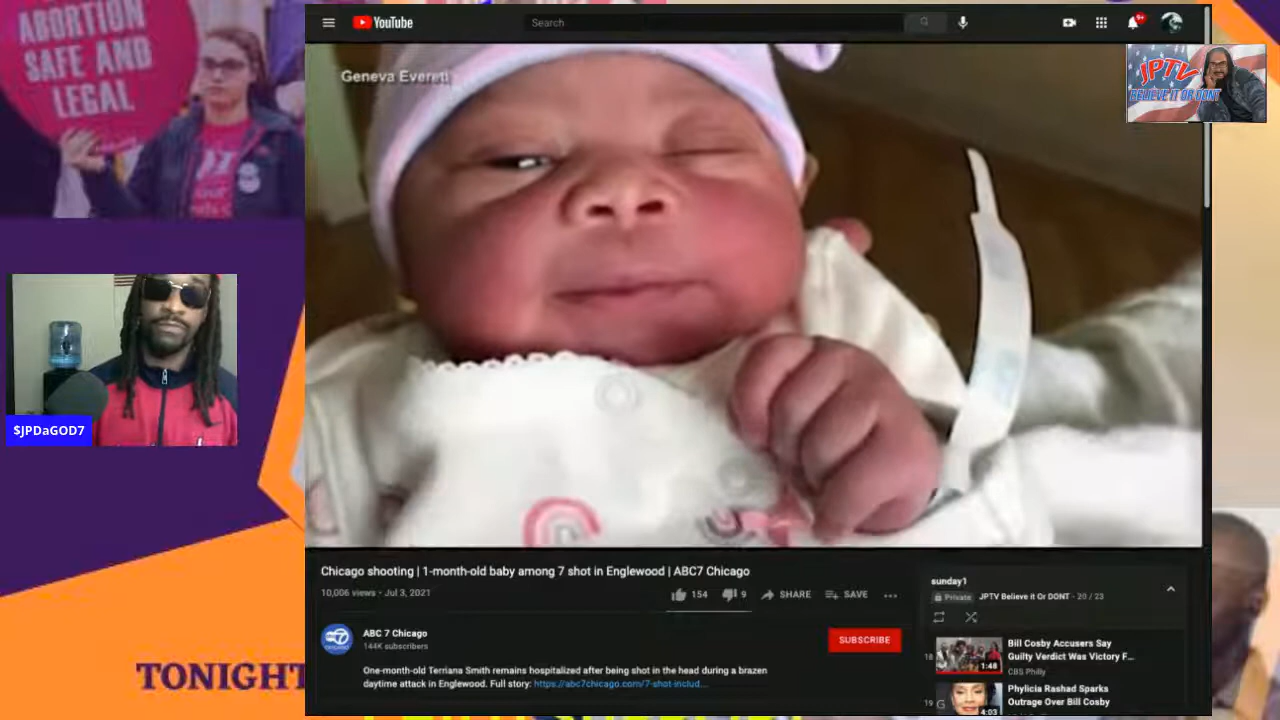 ABORTION
SAFE AND
LEGAL
YouTube
Search
9+
Geneva Everett
JPTV
BELIEVE IT OR DONT
$JPDaGOD7
Chicago shooting | 1-month-old baby among 7 shot in Englewood | ABC7 Chicago
10,006 views • Jul 3, 2021
154
9
SHARE
SAVE
ABC 7 Chicago
144K subscribers
SUBSCRIBE
One-month-old Terriana Smith remains hospitalized after being shot in the head during a brazen
daytime attack in Englewood. Full story: https://abc7chicago.com/7-shot-includ...
sunday1
Private
JPTV Believe it Or DONT - 20 / 23
18
1:48
Bill Cosby Accusers Say
Guilty Verdict Was Victory F...
CBS Philly
19
4:03
Phylicia Rashad Sparks
Outrage Over Bill Cosby
TONIGHT